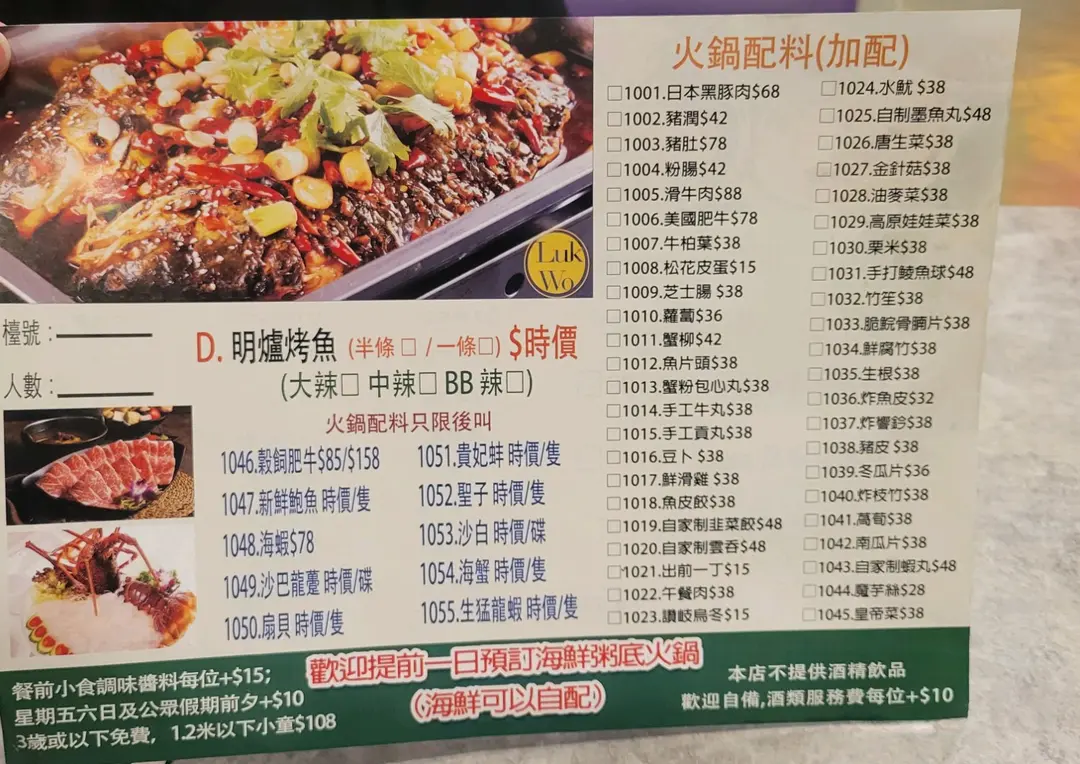 Luk
Wo
檯號:
人數:
D. 明爐烤魚 (半條 □ / 一條□) $時價
(大辣□ 中辣□ BB 辣□)
火鍋配料只限後叫
1046.穀飼肥牛$85/$158
1047.新鮮鮑魚 時價/隻
1048.海蝦$78
1049.沙巴龍躉 時價/碟
1050.扇貝 時價/隻
1051.貴妃蚌 時價/隻
1052.聖子 時價/隻
1053.沙白 時價/碟
1054.海蟹 時價/隻
1055.生猛龍蝦 時價/隻
火鍋配料(加配)
□1001.日本黑豚肉$68
□1002.豬潤$42
□1003.豬肚$78
□1004.粉腸$42
□1005.滑牛肉$88
□1006.美國肥牛$78
□1007.牛柏葉$38
□1008.松花皮蛋$15
□1009.芝士腸 $38
□1010.蘿蔔$36
□1011.蟹柳$42
□1012.魚片頭$38
□1013.蟹粉包心丸$38
□1014.手工牛丸$38
□1015.手工貢丸$38
□1016.豆卜 $38
□1017.鮮滑雞 $38
□1018.魚皮餃$38
□1019.自家制韭菜餃$48
□1020.自家制雲吞$48
□1021.出前一丁$15
□1022.午餐肉$38
□1023.讚岐烏冬$15
□1024.水魷 $38
□1025.自制墨魚丸$48
□1026.唐生菜$38
□1027.金針菇$38
□1028.油麥菜$38
□1029.高原娃娃菜$38
□1030.粟米$38
□1031.手打鯪魚球$48
□1032.竹笙$38
□1033.脆鯇骨腩片$38
□1034.鮮腐竹$38
□1035.生根$38
□1036.炸魚皮$32
□1037.炸響鈴$38
□1038.豬皮 $38
□1039.冬瓜片$36
□1040.炸枝竹$38
□1041.萵筍$38
□1042.南瓜片$38
□1043.自家制蝦丸$48
□1044.魔芋絲$28
□1045.皇帝菜$38
餐前小食調味醬料每位+$15;
星期五六日及公眾假期前夕+$10
3歲或以下免費, 1.2米以下小童$108
歡迎提前一日預訂海鮮粥底火鍋
(海鮮可以自配)
本店不提供酒精飲品
歡迎自備,酒類服務費每位+$10